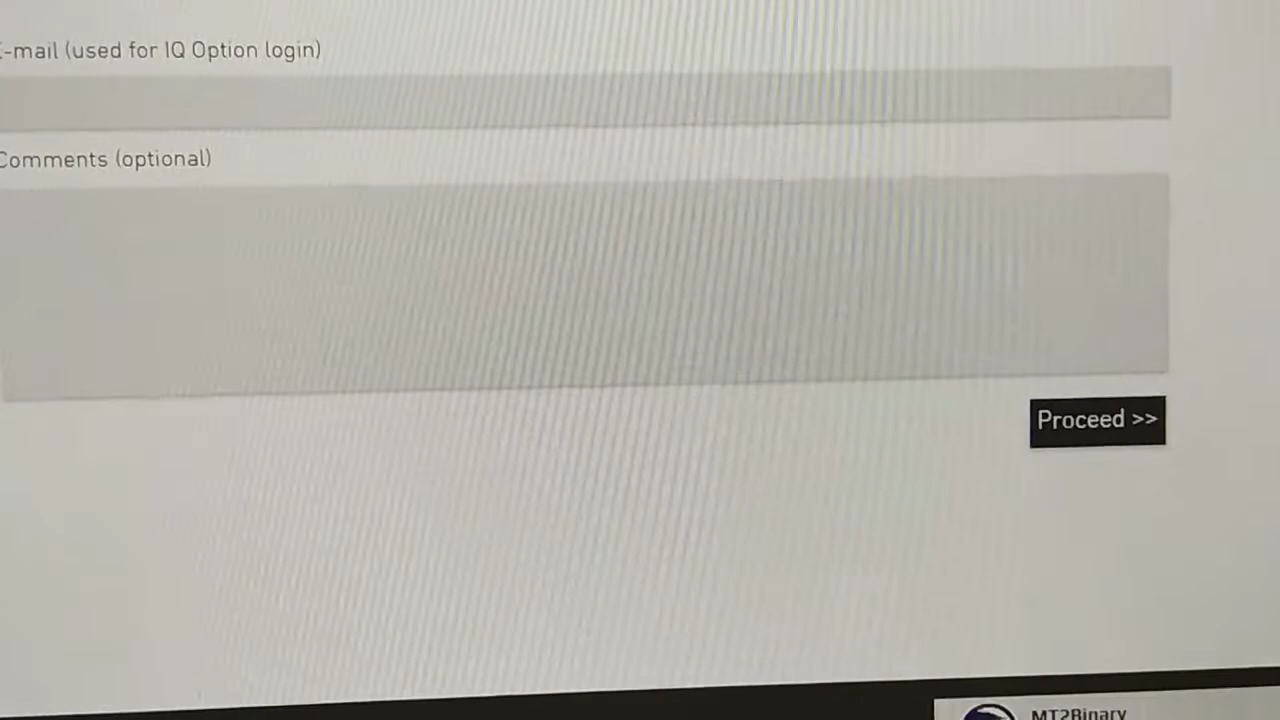 -mail (used for IQ Option login)
Comments (optional)
Proceed >>
MT2Binary